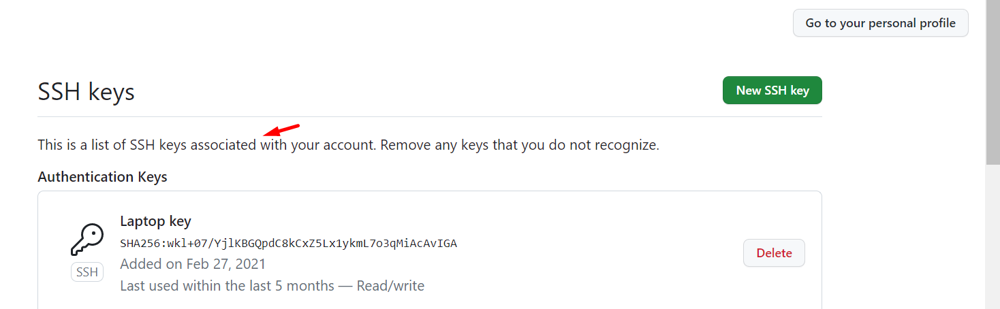 Go to your personal profile
SSH keys
New SSH key
This is a list of SSH keys associated with your account. Remove any keys that you do not recognize.
Authentication Keys
Laptop key
SHA256:wkl+07/YjlKBGQpdC8kCxZ5Lx1ykmL7o3qMiAcAvIGA
Added on Feb 27, 2021
Last used within the last 5 months — Read/write
SSH
Delete